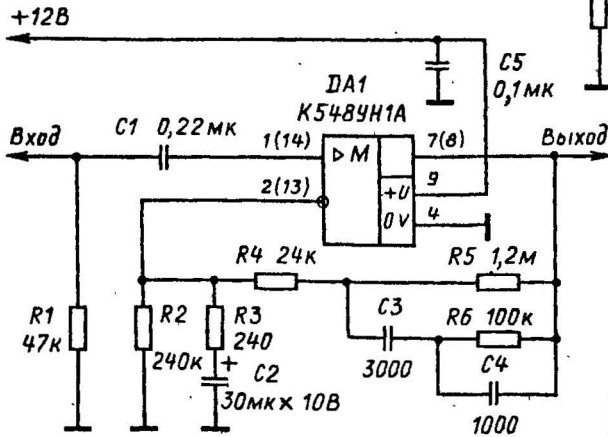 +12В
C5
0,1мк
DA1
К548УН1А
Вход
C1 0,22мк
1(14)
▷ М
7(8)
Выход
2(13)
+U
9
0V
4
R4 24к
R5 1,2м
R1
47к
R2
240к
R3
240
+
C2
30мк × 10В
C3
3000
R6 100к
C4
1000